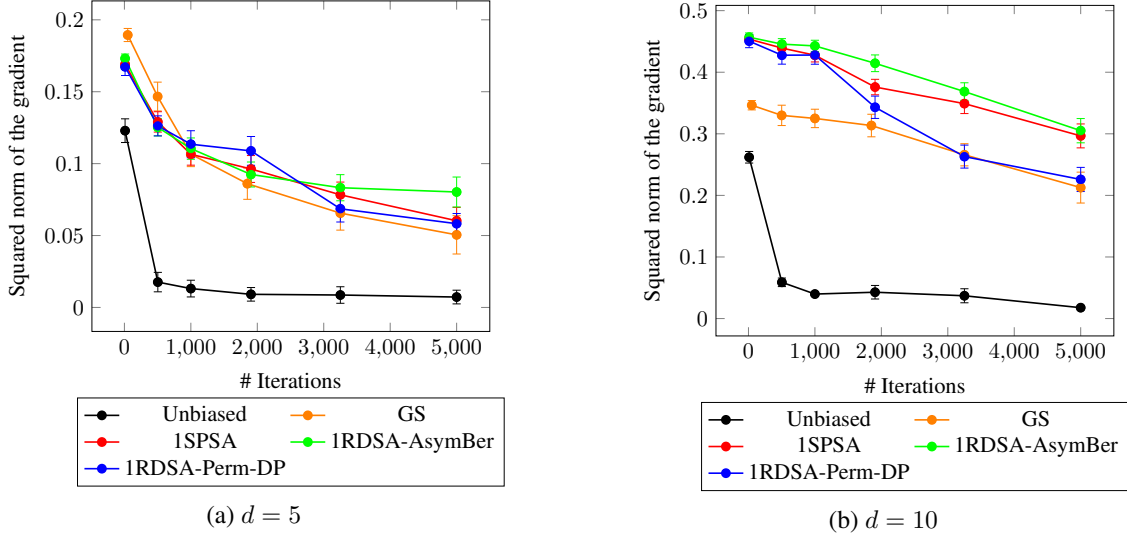 0.2
0.15
0.1
0.05
0
Squared norm of the gradient
0 1,000 2,000 3,000 4,000 5,000
# Iterations
Unbiased GS
1SPSA 1RDSA-AsymBer
1RDSA-Perm-DP
(a) d = 5
0.5
0.4
0.3
0.2
0.1
0
Squared norm of the gradient
0 1,000 2,000 3,000 4,000 5,000
# Iterations
Unbiased GS
1SPSA 1RDSA-AsymBer
1RDSA-Perm-DP
(b) d = 10